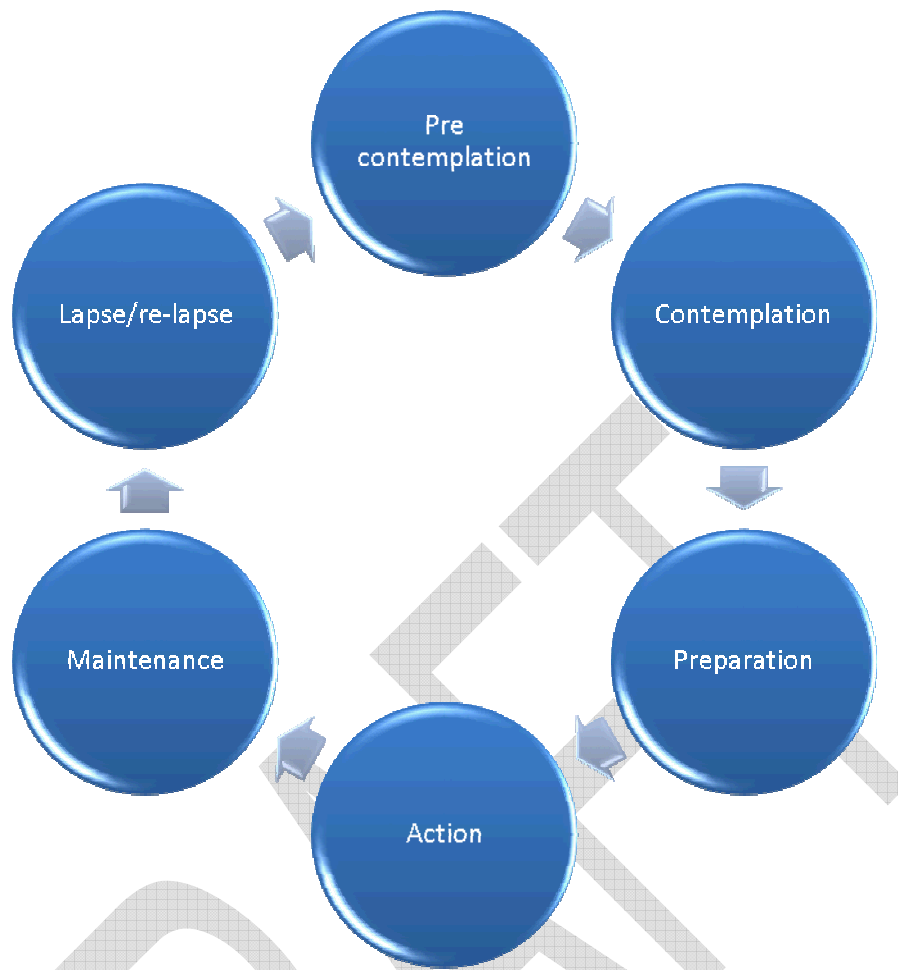 Pre
contemplation
Contemplation
Preparation
Action
Maintenance
Lapse/re-lapse